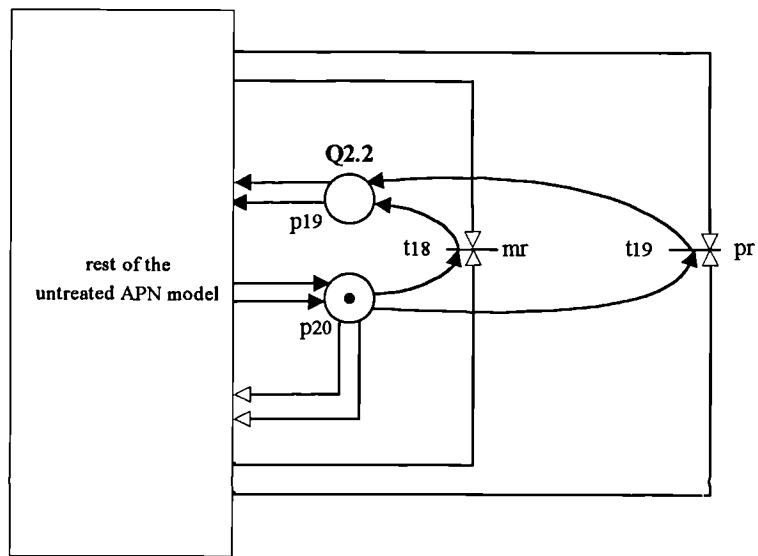 Q2.2
p19
t18
mr
t19
pr
rest of the
untreated APN model
p20